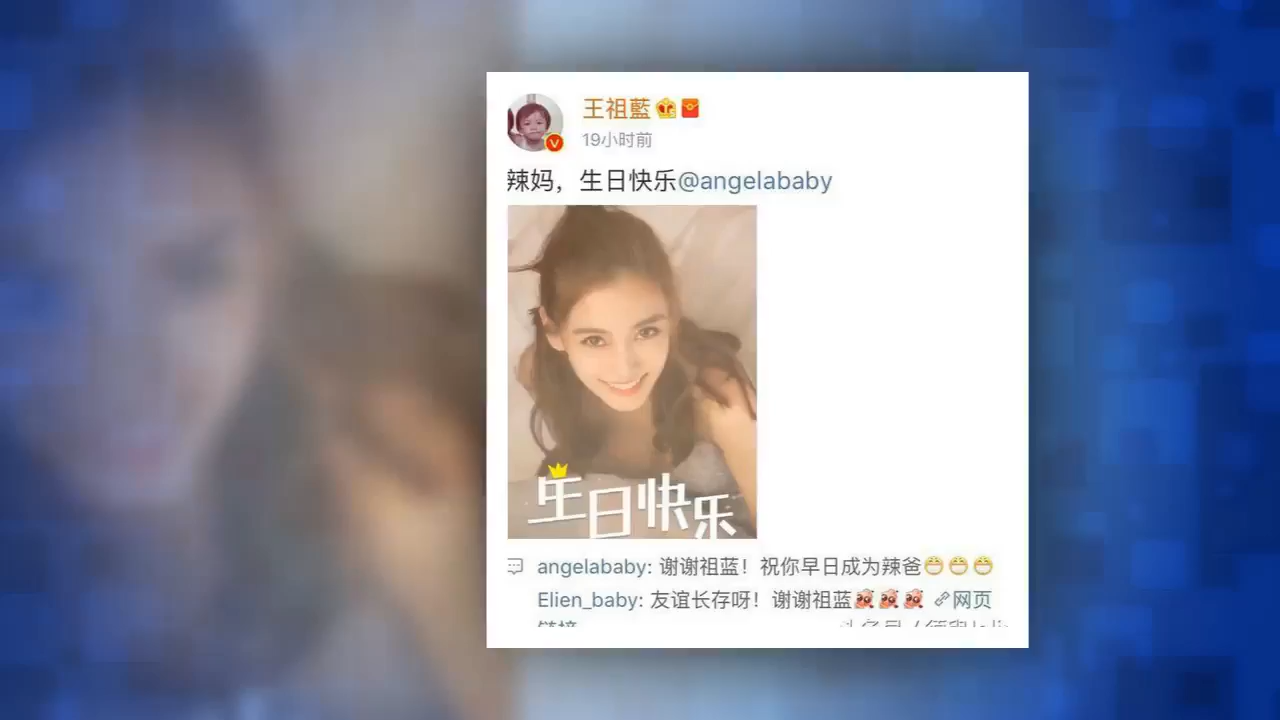 王祖藍
19小时前
辣妈，生日快乐@angelababy
生日快乐
angelababy: 谢谢祖蓝！祝你早日成为辣爸
Elien_baby: 友谊长存呀！谢谢祖蓝 网页